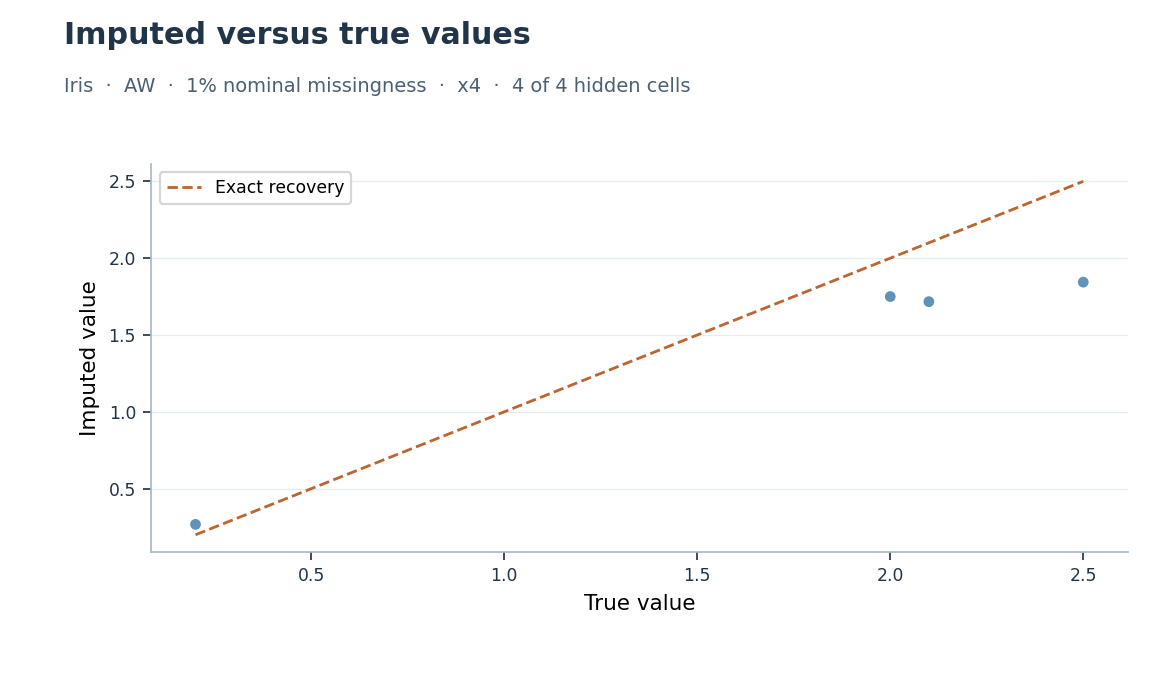 Imputed versus true values
Iris · AW · 1% nominal missingness · x4 · 4 of 4 hidden cells
Exact recovery
2.5
2.0
1.5
1.0
0.5
Imputed value
0.5 1.0 1.5 2.0 2.5
True value